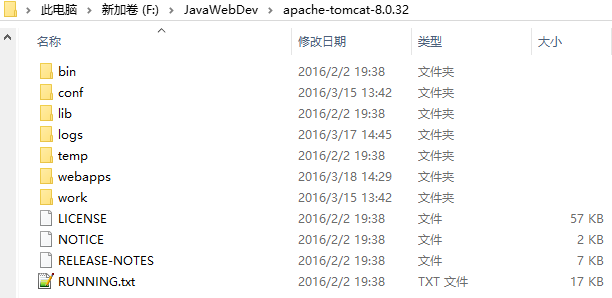 此电脑 › 新加卷 (F:) › JavaWebDev › apache-tomcat-8.0.32
名称 修改日期 类型 大小
bin 2016/2/2 19:38 文件夹
conf 2016/3/15 13:42 文件夹
lib 2016/2/2 19:38 文件夹
logs 2016/3/17 14:45 文件夹
temp 2016/2/2 19:38 文件夹
webapps 2016/3/18 14:29 文件夹
work 2016/3/15 13:42 文件夹
LICENSE 2016/2/2 19:38 文件 57 KB
NOTICE 2016/2/2 19:38 文件 2 KB
RELEASE-NOTES 2016/2/2 19:38 文件 7 KB
RUNNING.txt 2016/2/2 19:38 TXT 文件 17 KB